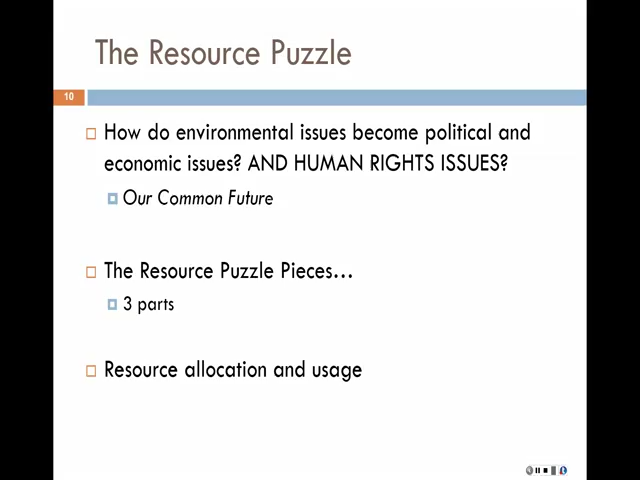 The Resource Puzzle
10
How do environmental issues become political and
economic issues? AND HUMAN RIGHTS ISSUES?
Our Common Future
The Resource Puzzle Pieces…
3 parts
Resource allocation and usage